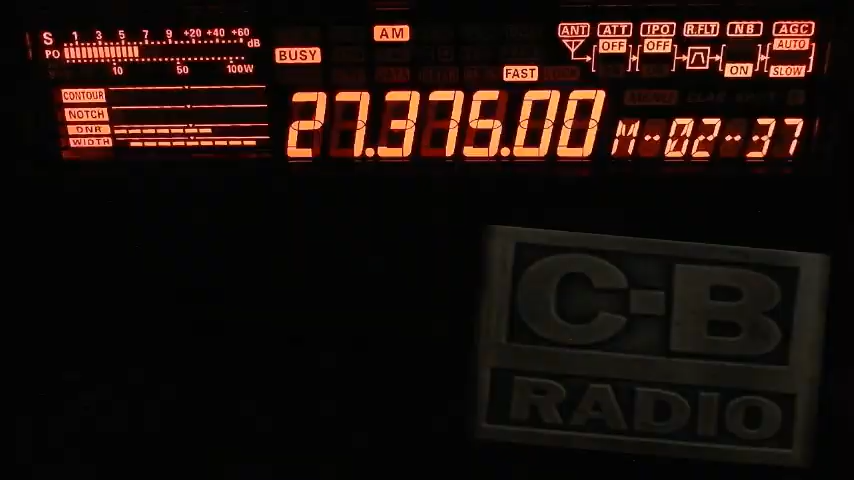 S 1 3 5 7 9 +20 +40 +60 dB
PO
10 50 100W
BUSY
AM
FAST
ANT ATT IPO R.FLT NB AGC
OFF OFF AUTO
ON SLOW
CONTOUR
NOTCH
DNR
WIDTH
27.375.00 M-02-37
C-B
RADIO